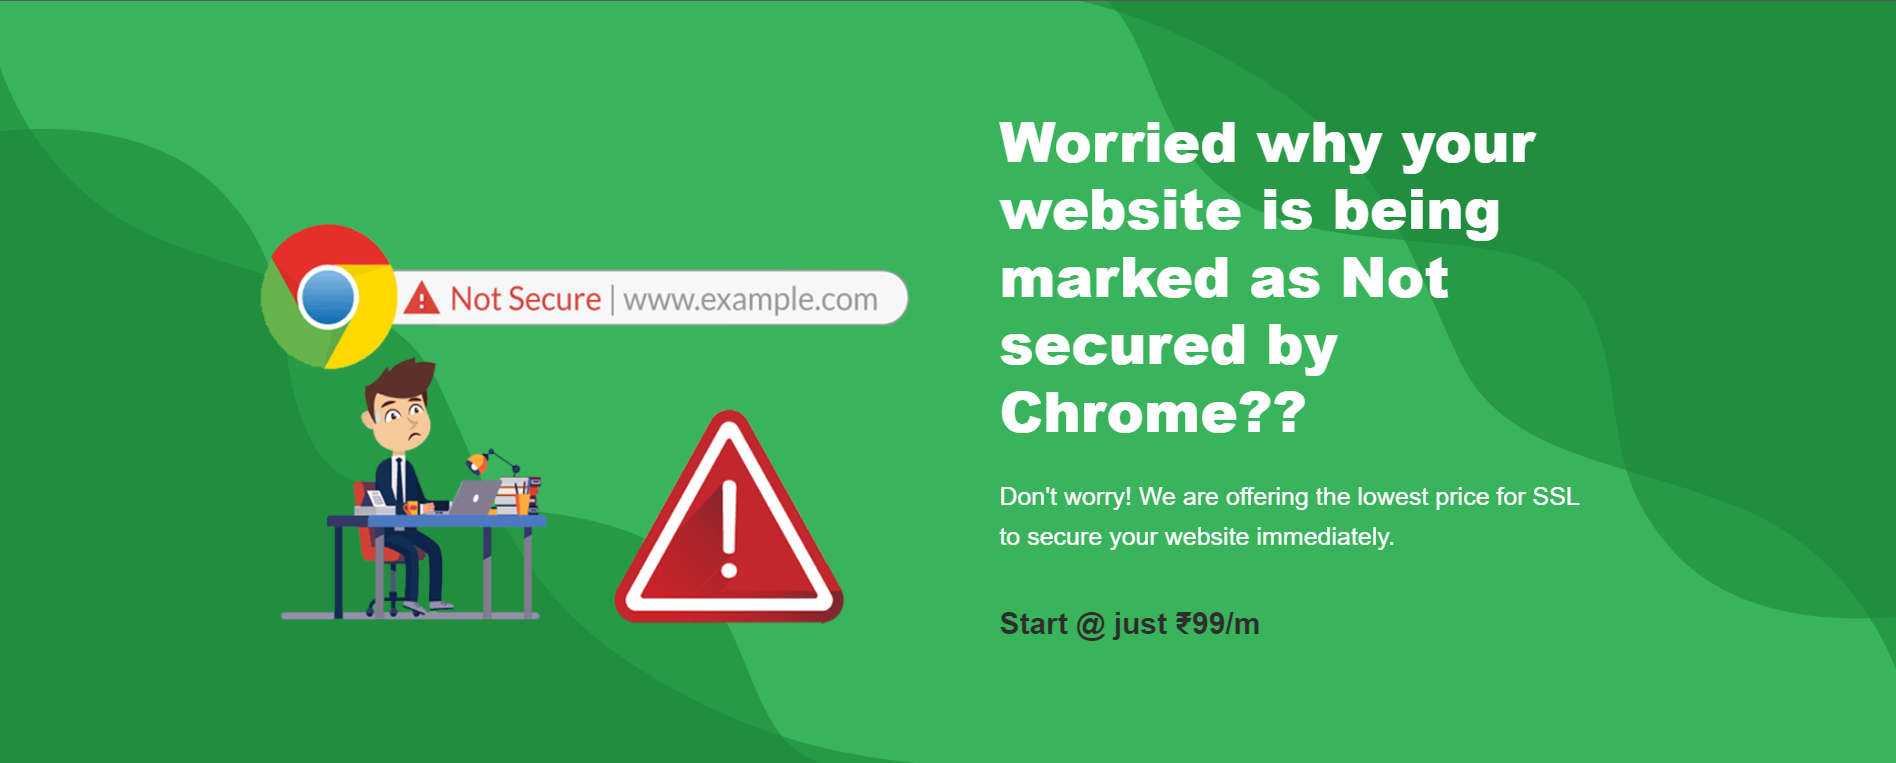 Not Secure | www.example.com
Worried why your
website is being
marked as Not
secured by
Chrome??
Don't worry! We are offering the lowest price for SSL
to secure your website immediately.
Start @ just ₹99/m